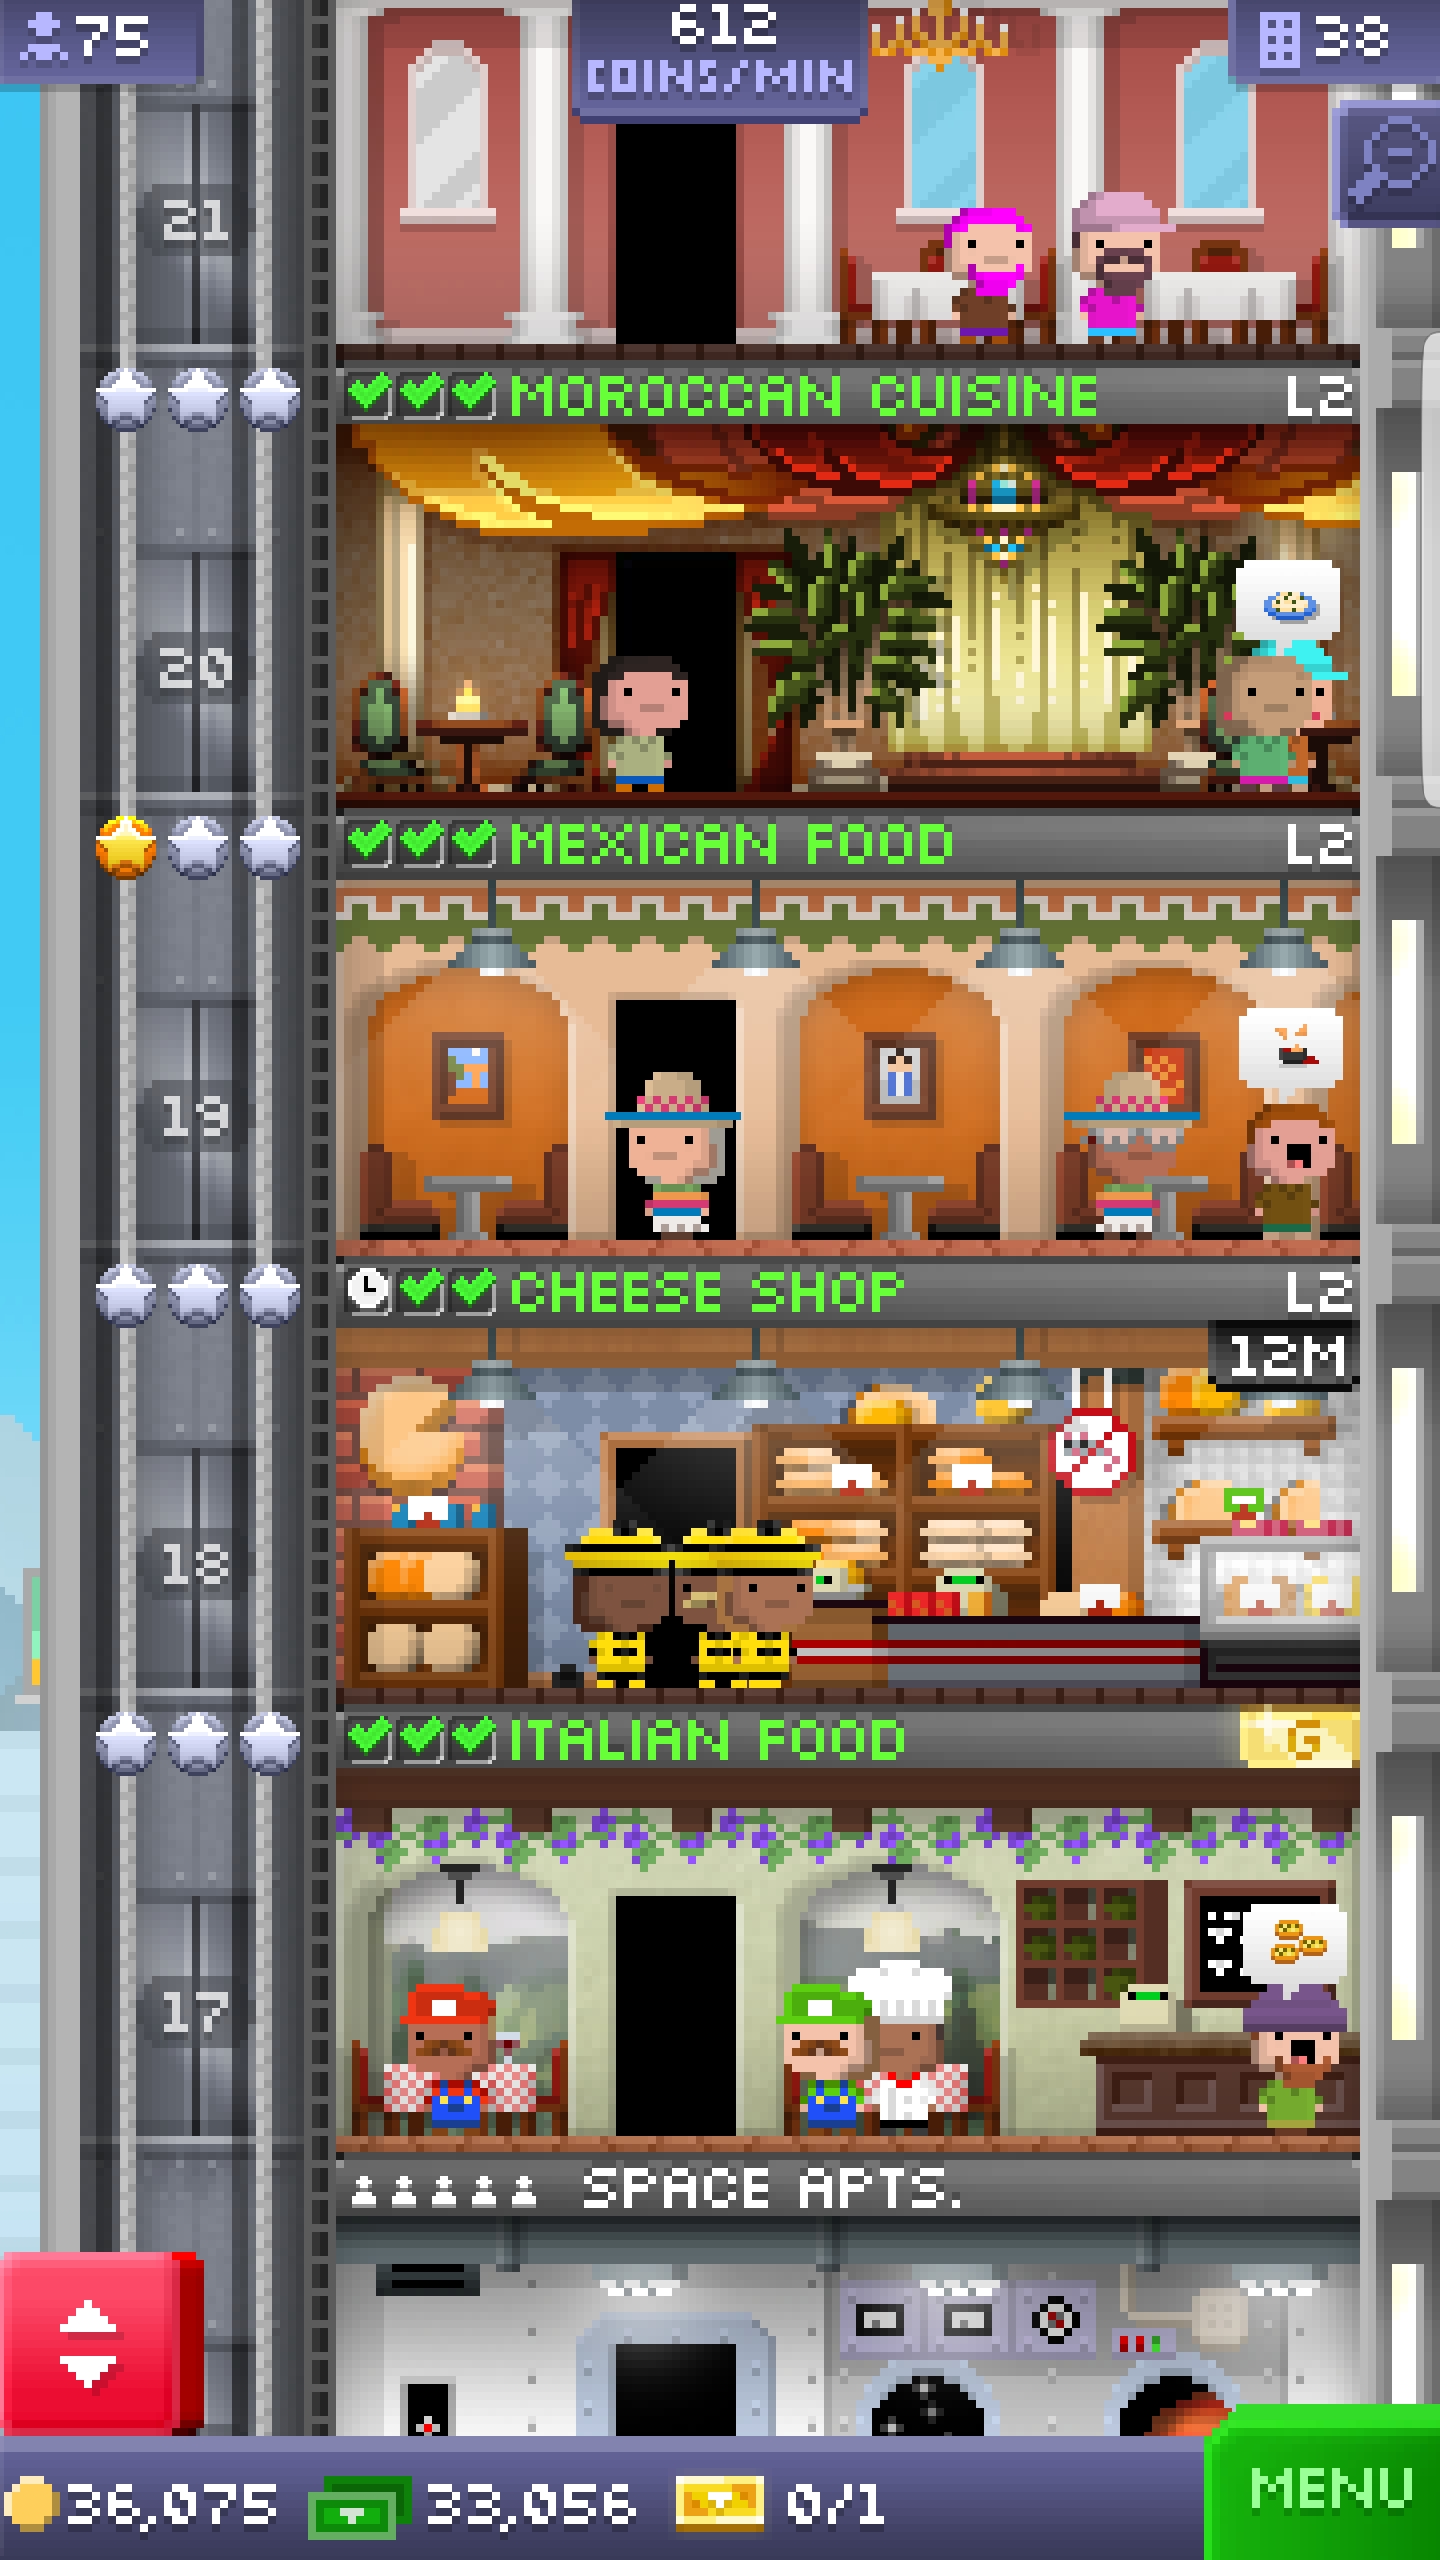 75
612
COINS/MIN
38
21
MOROCCAN CUISINE L2
20
MEXICAN FOOD L2
19
CHEESE SHOP L2
12M
18
ITALIAN FOOD G
17
SPACE APTS.
36,075 33,056 0/1 MENU